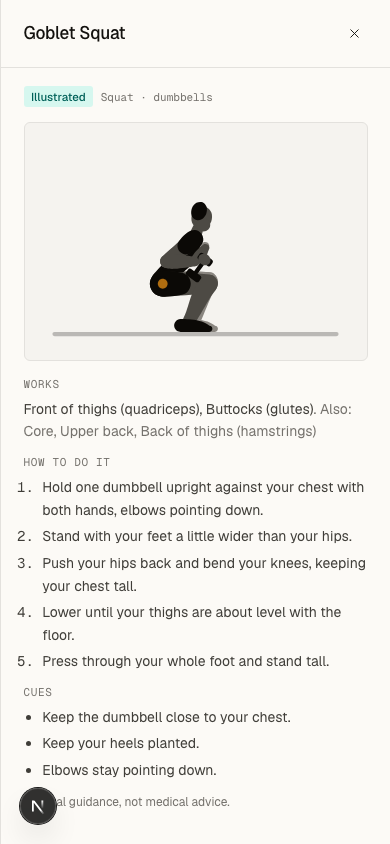 Goblet Squat
Illustrated Squat · dumbbells
WORKS
Front of thighs (quadriceps), Buttocks (glutes). Also:
Core, Upper back, Back of thighs (hamstrings)
HOW TO DO IT
1. Hold one dumbbell upright against your chest with
both hands, elbows pointing down.
2. Stand with your feet a little wider than your hips.
3. Push your hips back and bend your knees, keeping
your chest tall.
4. Lower until your thighs are about level with the
floor.
5. Press through your whole foot and stand tall.
CUES
• Keep the dumbbell close to your chest.
• Keep your heels planted.
• Elbows stay pointing down.
N guidance, not medical advice.